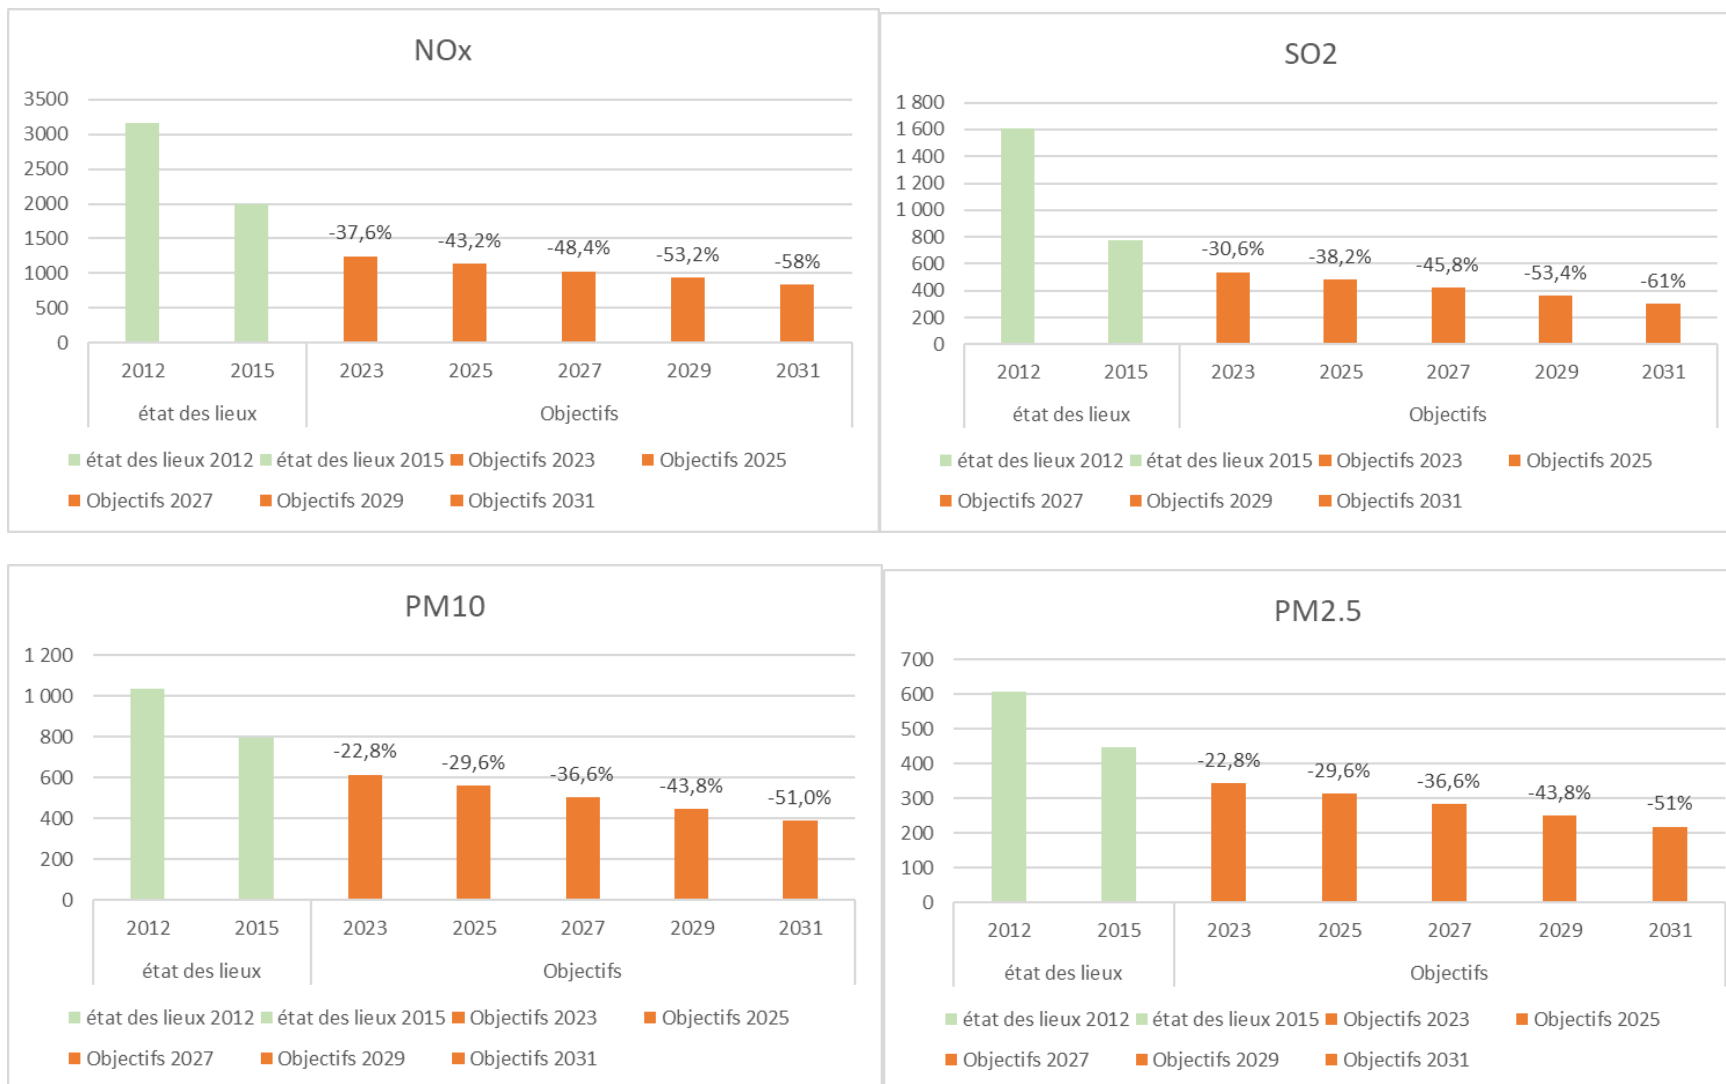 NOx
3500
3000
2500
2000
1500
1000
500
0
-37,6%
-43,2%
-48,4%
-53,2%
-58%
2012 2015 2023 2025 2027 2029 2031
état des lieux Objectifs
état des lieux 2012 état des lieux 2015 Objectifs 2023 Objectifs 2025
Objectifs 2027 Objectifs 2029 Objectifs 2031
SO2
1 800
1 600
1 400
1 200
1 000
800
600
400
200
0
-30,6%
-38,2%
-45,8%
-53,4%
-61%
2012 2015 2023 2025 2027 2029 2031
état des lieux Objectifs
état des lieux 2012 état des lieux 2015 Objectifs 2023 Objectifs 2025
Objectifs 2027 Objectifs 2029 Objectifs 2031
PM10
1 200
1 000
800
600
400
200
0
-22,8%
-29,6%
-36,6%
-43,8%
-51,0%
2012 2015 2023 2025 2027 2029 2031
état des lieux Objectifs
état des lieux 2012 état des lieux 2015 Objectifs 2023 Objectifs 2025
Objectifs 2027 Objectifs 2029 Objectifs 2031
PM2.5
700
600
500
400
300
200
100
0
-22,8%
-29,6%
-36,6%
-43,8%
-51%
2012 2015 2023 2025 2027 2029 2031
état des lieux Objectifs
état des lieux 2012 état des lieux 2015 Objectifs 2023 Objectifs 2025
Objectifs 2027 Objectifs 2029 Objectifs 2031